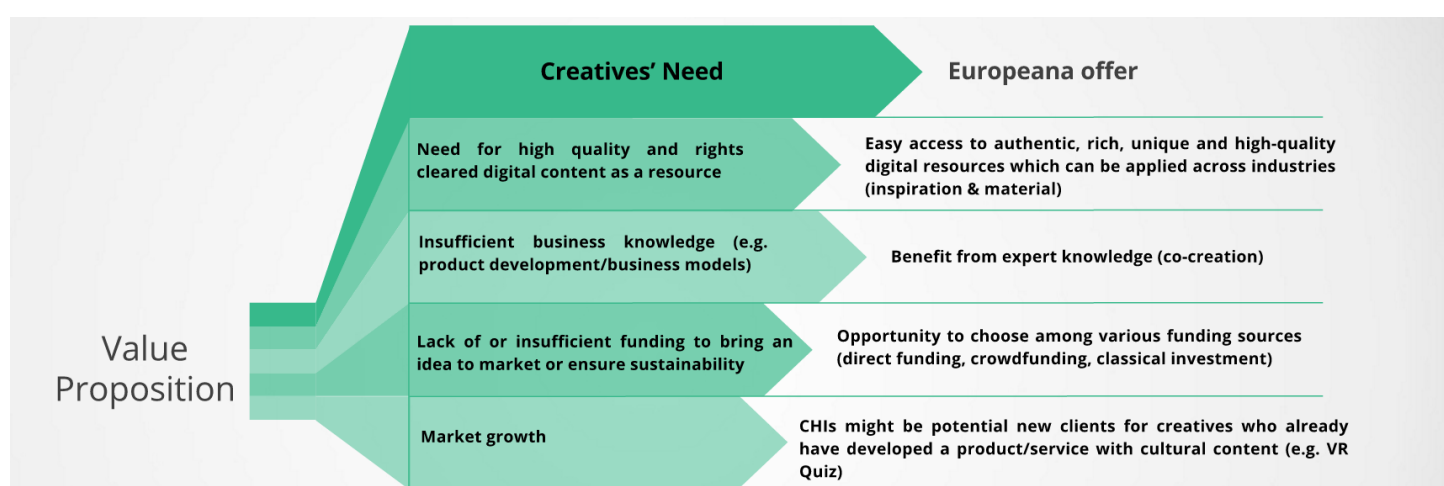 Creatives’ Need
Europeana offer
Need for high quality and rights
cleared digital content as a resource
Easy access to authentic, rich, unique and high-quality
digital resources which can be applied across industries
(inspiration & material)
Insufficient business knowledge (e.g.
product development/business models)
Benefit from expert knowledge (co-creation)
Value
Proposition
Lack of or insufficient funding to bring an
idea to market or ensure sustainability
Opportunity to choose among various funding sources
(direct funding, crowdfunding, classical investment)
Market growth
CHIs might be potential new clients for creatives who already
have developed a product/service with cultural content (e.g. VR
Quiz)